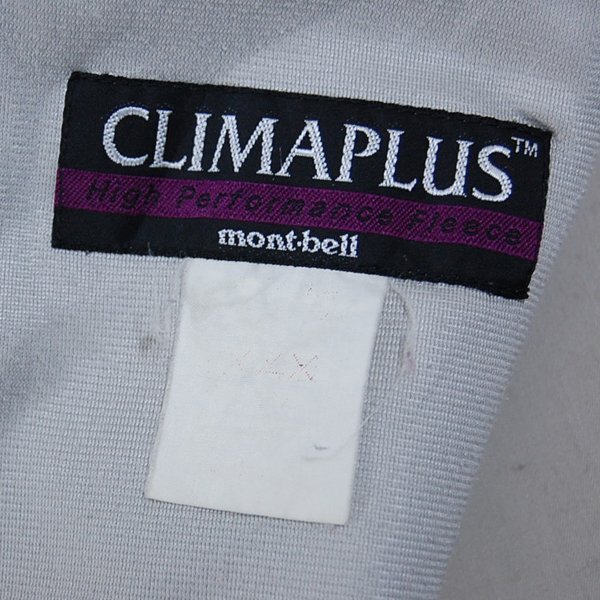 CLIMAPLUS™
High Performance Fleece
mont·bell